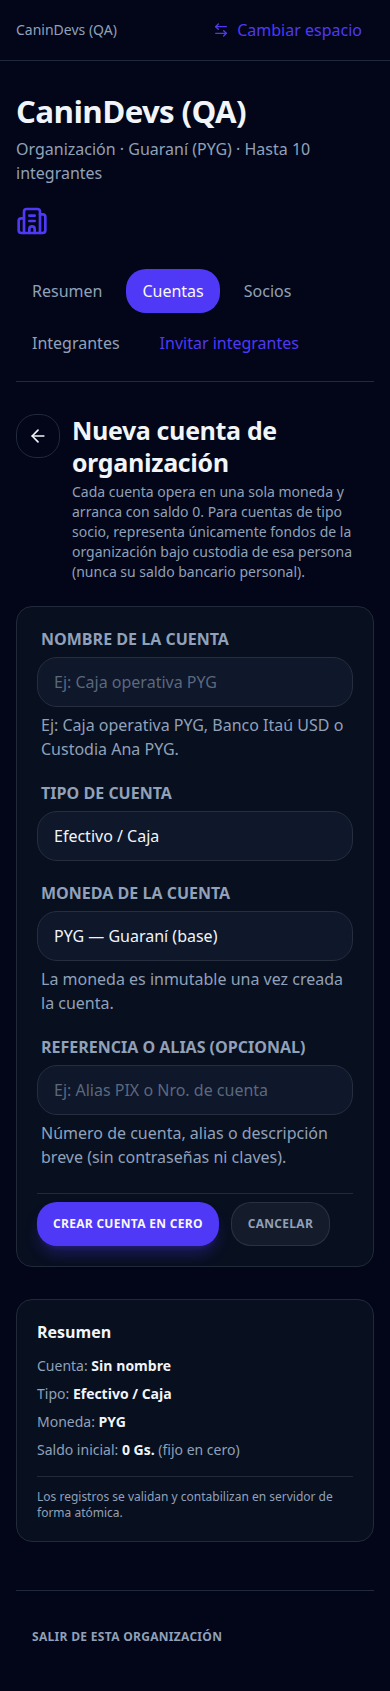 CaninDevs (QA)
Cambiar espacio
CaninDevs (QA)
Organización · Guaraní (PYG) · Hasta 10
integrantes
Resumen
Cuentas
Socios
Integrantes
Invitar integrantes
Nueva cuenta de
organización
Cada cuenta opera en una sola moneda y
arranca con saldo 0. Para cuentas de tipo
socio, representa únicamente fondos de la
organización bajo custodia de esa persona
(nunca su saldo bancario personal).
NOMBRE DE LA CUENTA
Ej: Caja operativa PYG
Ej: Caja operativa PYG, Banco Itaú USD o
Custodia Ana PYG.
TIPO DE CUENTA
Efectivo / Caja
MONEDA DE LA CUENTA
PYG — Guaraní (base)
La moneda es inmutable una vez creada
la cuenta.
REFERENCIA O ALIAS (OPCIONAL)
Ej: Alias PIX o Nro. de cuenta
Número de cuenta, alias o descripción
breve (sin contraseñas ni claves).
CREAR CUENTA EN CERO
CANCELAR
Resumen
Cuenta: Sin nombre
Tipo: Efectivo / Caja
Moneda: PYG
Saldo inicial: 0 Gs. (fijo en cero)
Los registros se validan y contabilizan en servidor de
forma atómica.
SALIR DE ESTA ORGANIZACIÓN